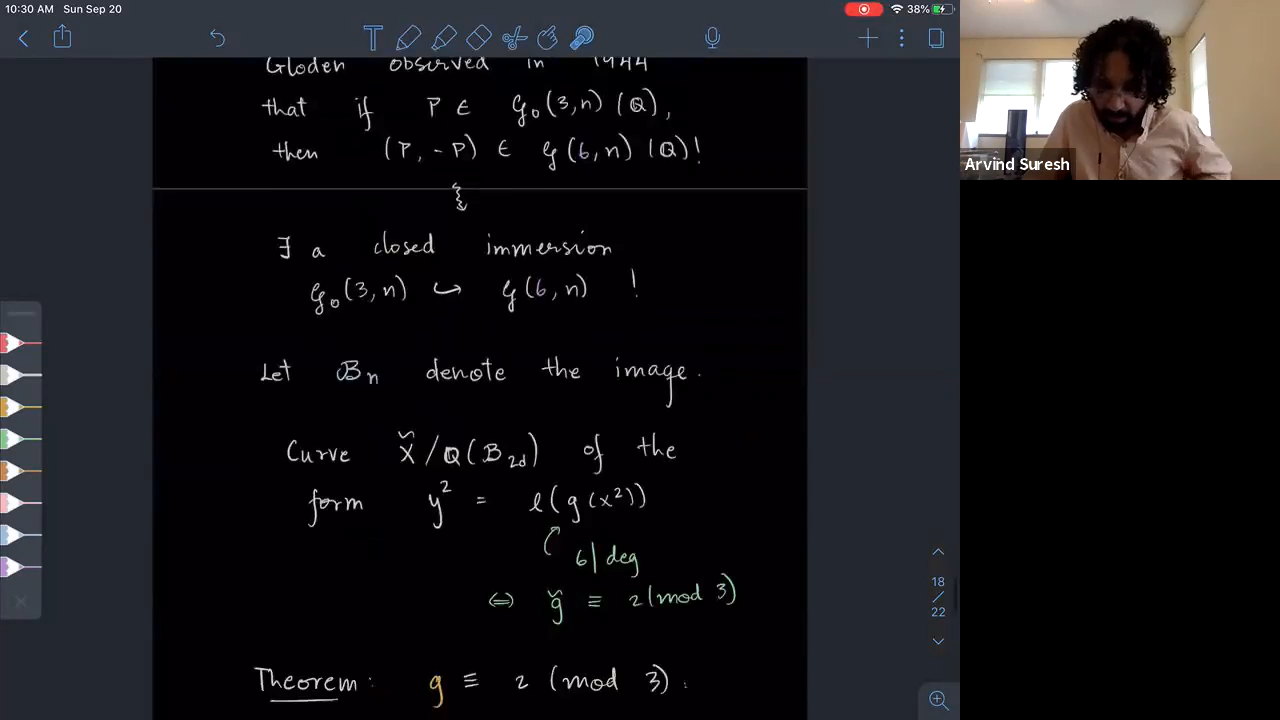 10:30 AM Sun Sep 20
38%
Gloden observed in 1944
that if P ∈ 𝒢₀(3,n)(ℚ),
then (P, -P) ∈ 𝒢(6,n)(ℚ)!
∃ a closed immersion
𝒢₀(3,n) ↪ 𝒢(6,n) !
Let ℬₙ denote the image.
Curve X̌/ℚ(ℬ₂d) of the
form y² = ℓ(g(x²))
6|deg
⇔ ǧ ≡ 2(mod 3)
Theorem: g ≡ 2 (mod 3).
18
/
22
Arvind Suresh